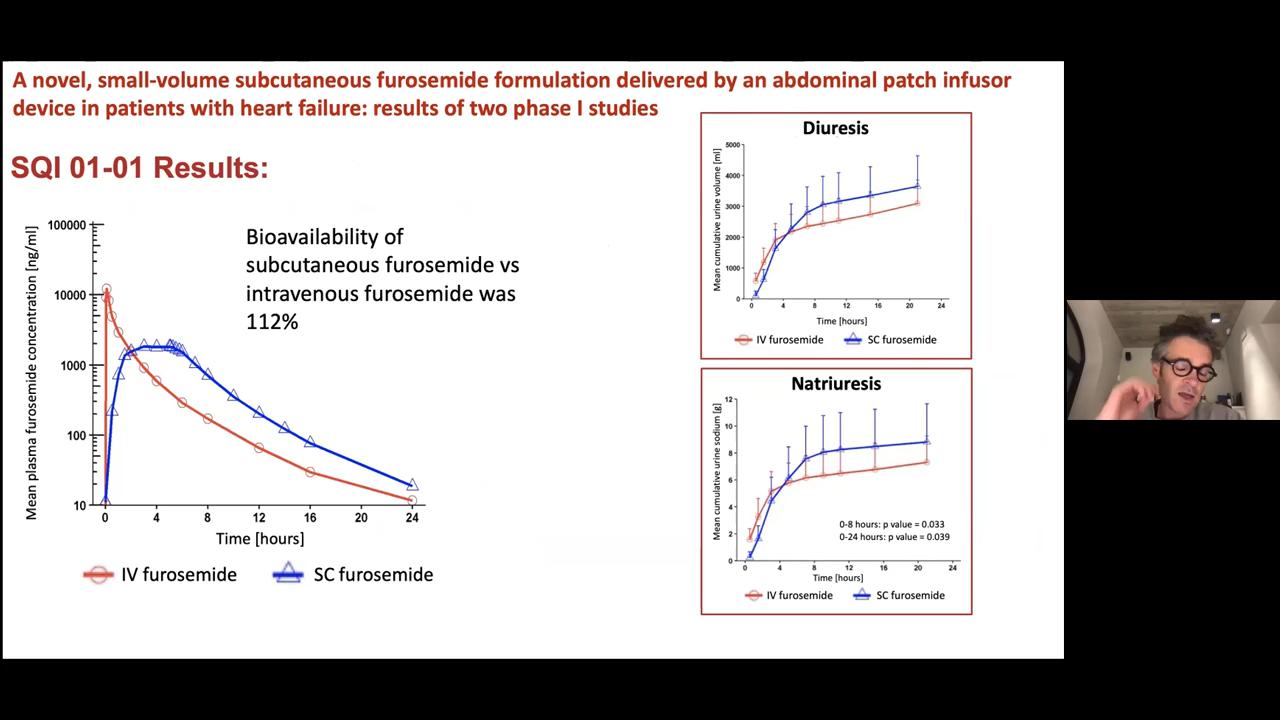 A novel, small-volume subcutaneous furosemide formulation delivered by an abdominal patch infusor
device in patients with heart failure: results of two phase I studies
SQI 01-01 Results:
Mean plasma furosemide concentration [ng/ml]
100000
10000
1000
100
10
0
4
8
12
16
20
24
Time [hours]
IV furosemide
SC furosemide
Bioavailability of
subcutaneous furosemide vs
intravenous furosemide was
112%
Diuresis
Mean cumulative urine volume [ml]
5000
4000
3000
2000
1000
0
0
4
8
12
16
20
24
Time [hours]
IV furosemide
SC furosemide
Natriuresis
Mean cumulative urine sodium [g]
12
10
8
6
4
2
0
0-8 hours: p value = 0.033
0-24 hours: p value = 0.039
0
4
8
12
16
20
24
Time [hours]
IV furosemide
SC furosemide